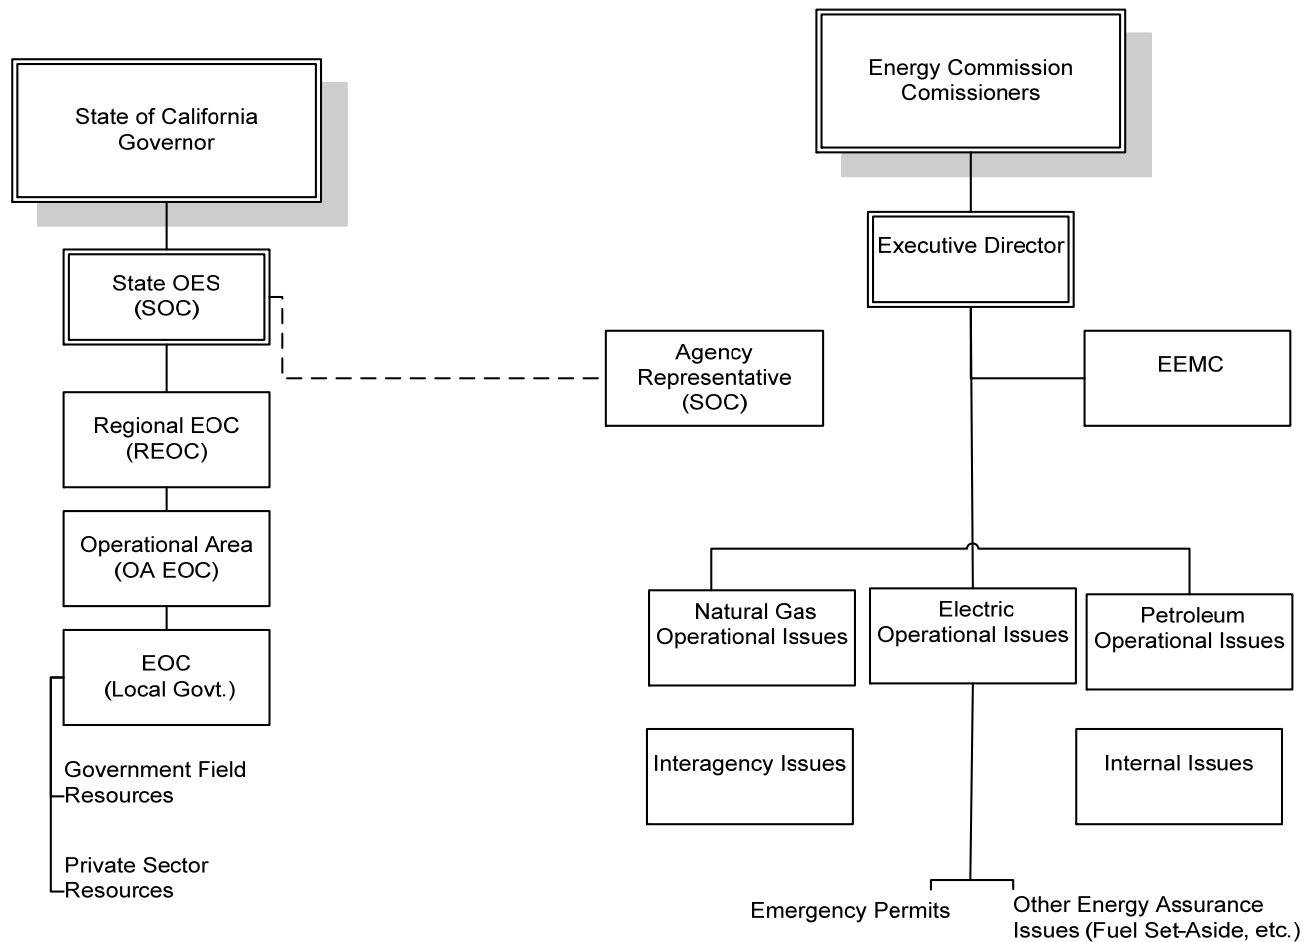 State of California
Governor
State OES
(SOC)
Regional EOC
(REOC)
Operational Area
(OA EOC)
EOC
(Local Govt.)
Government Field
Resources
Private Sector
Resources
Energy Commission
Comissioners
Executive Director
Agency
Representative
(SOC)
EEMC
Natural Gas
Operational Issues
Electric
Operational Issues
Petroleum
Operational Issues
Interagency Issues
Internal Issues
Emergency Permits
Other Energy Assurance
Issues (Fuel Set-Aside, etc.)